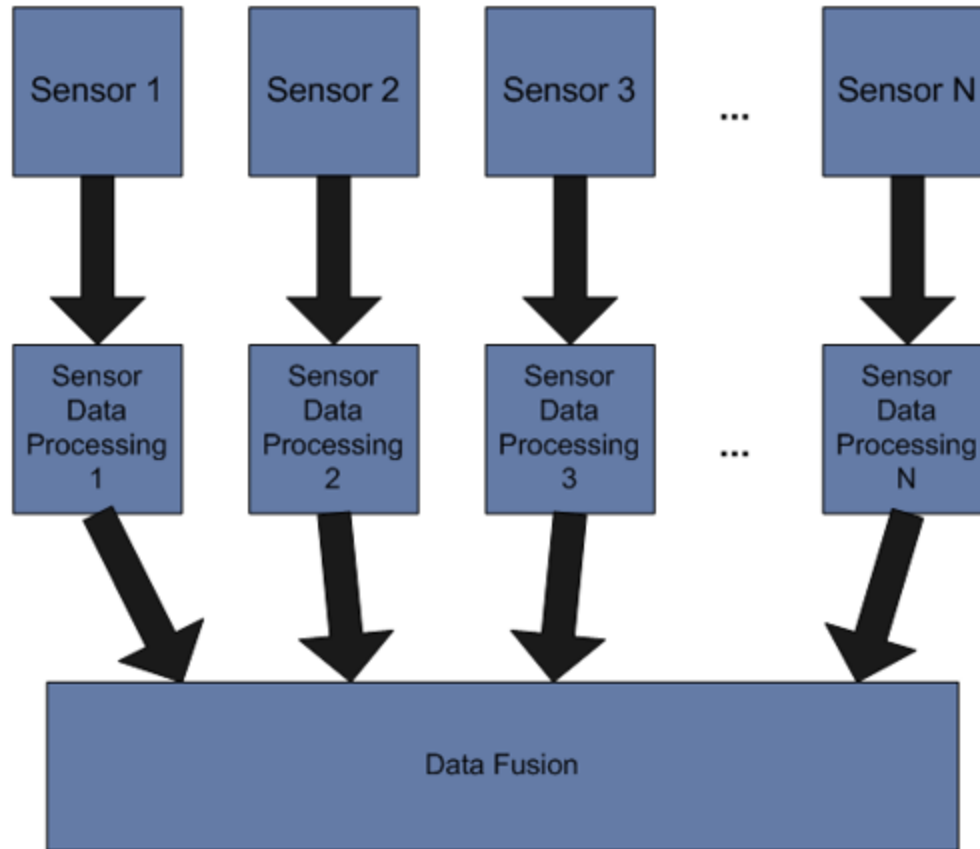 Sensor 1
Sensor 2
Sensor 3
...
Sensor N
Sensor
Data
Processing
1
Sensor
Data
Processing
2
Sensor
Data
Processing
3
...
Sensor
Data
Processing
N
Data Fusion